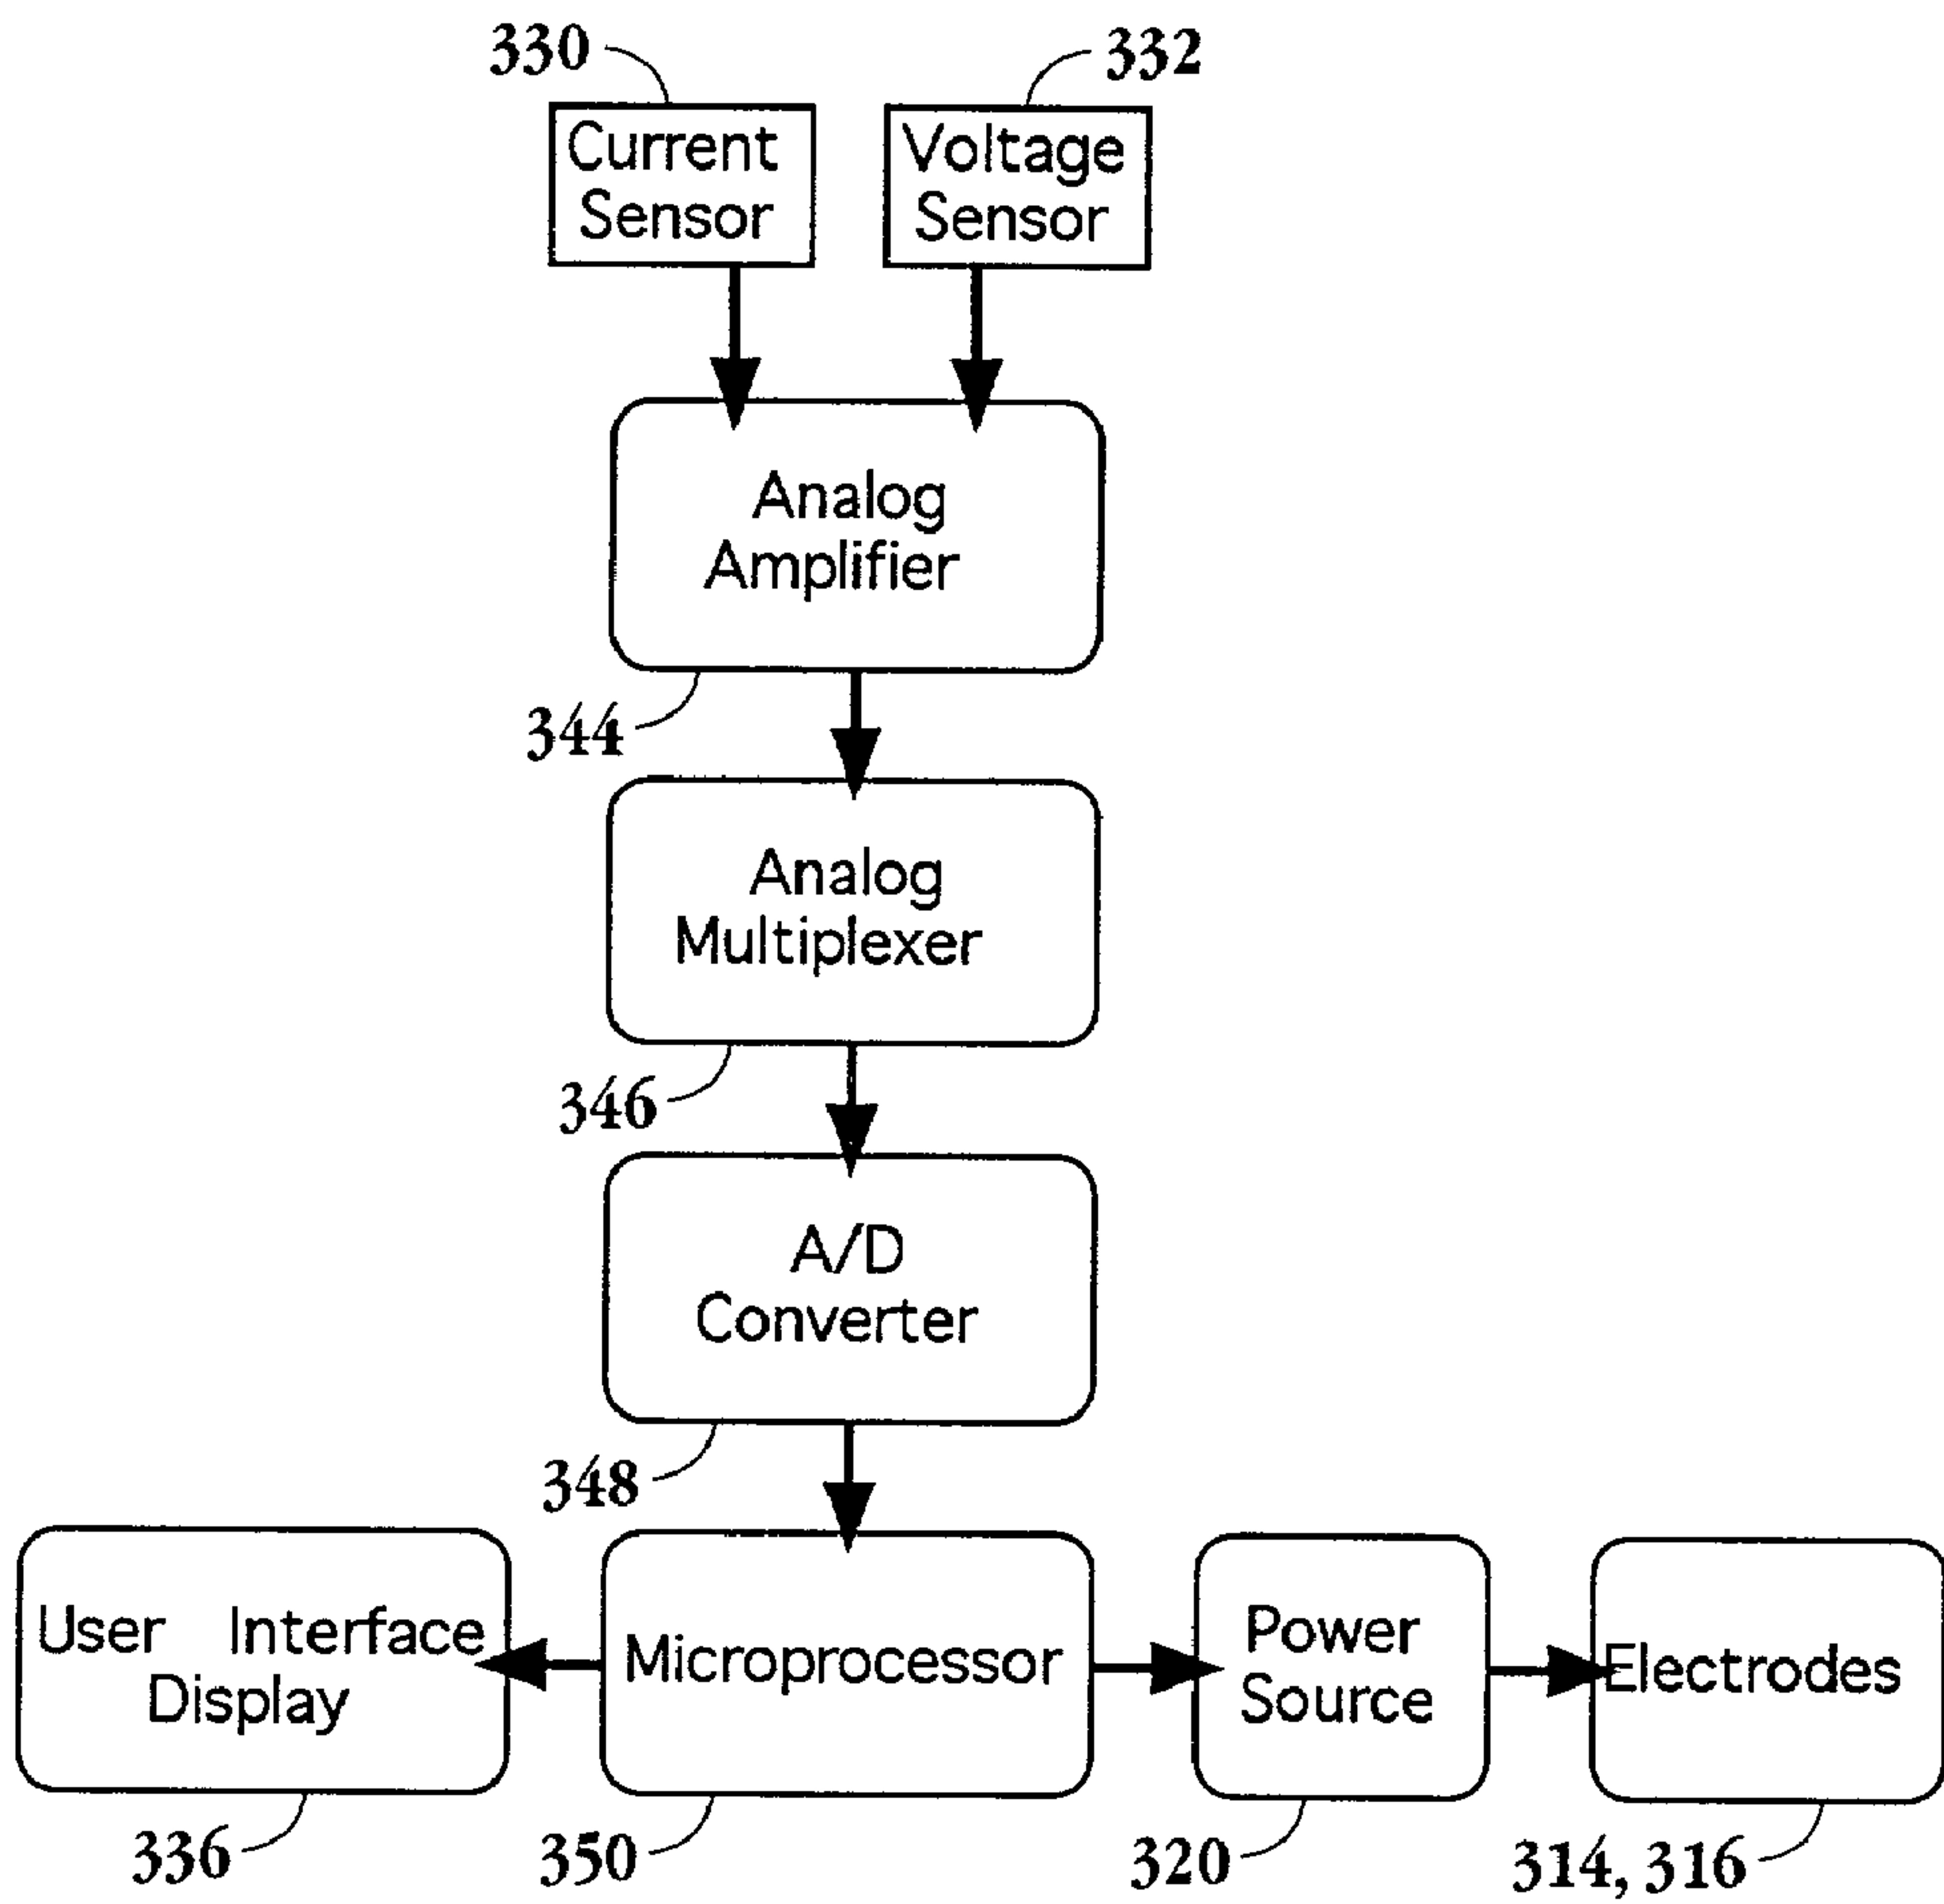 330
332
Current
Sensor
Voltage
Sensor
Analog
Amplifier
344
Analog
Multiplexer
346
A/D
Converter
348
User Interface
Display
Microprocessor
Power
Source
Electrodes
336
350
320
314, 316